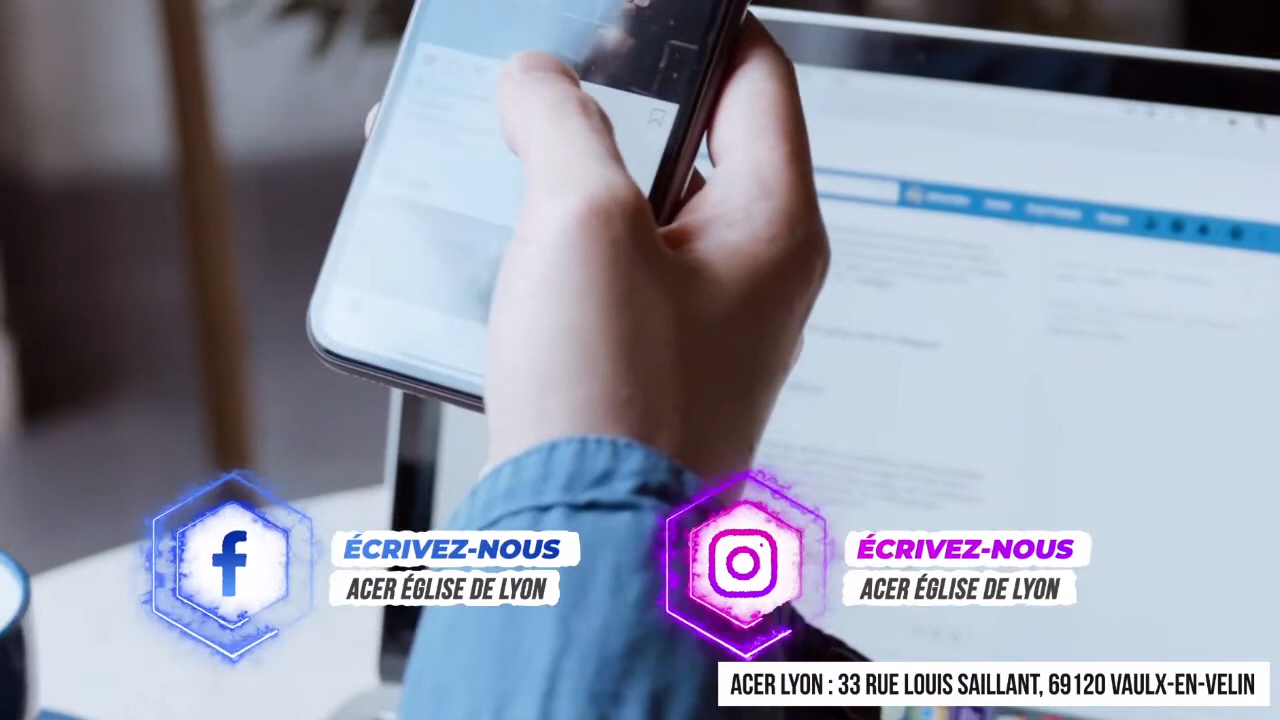 ÉCRIVEZ-NOUS
ACER ÉGLISE DE LYON
ÉCRIVEZ-NOUS
ACER ÉGLISE DE LYON
ACER LYON : 33 RUE LOUIS SAILLANT, 69120 VAULX-EN-VELIN